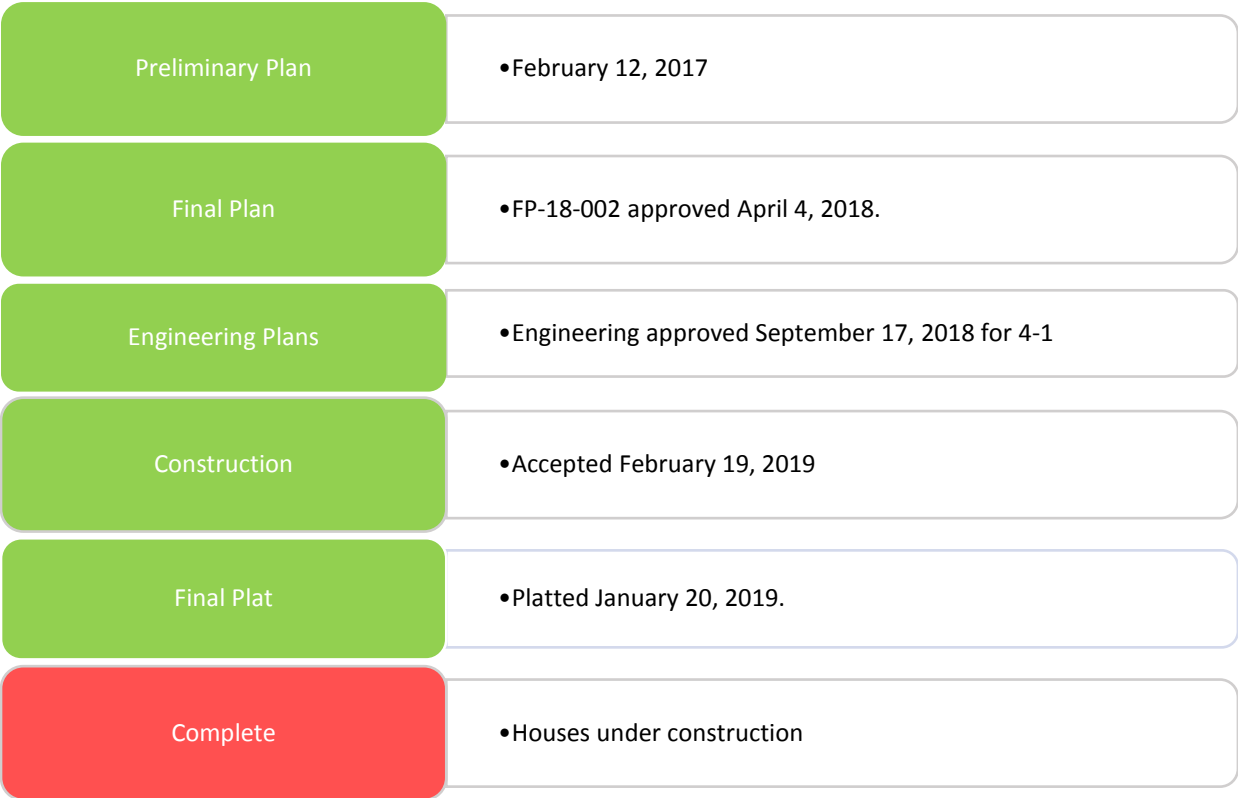 Preliminary Plan
•February 12, 2017
Final Plan
•FP-18-002 approved April 4, 2018.
Engineering Plans
•Engineering approved September 17, 2018 for 4-1
Construction
•Accepted February 19, 2019
Final Plat
•Platted January 20, 2019.
Complete
•Houses under construction